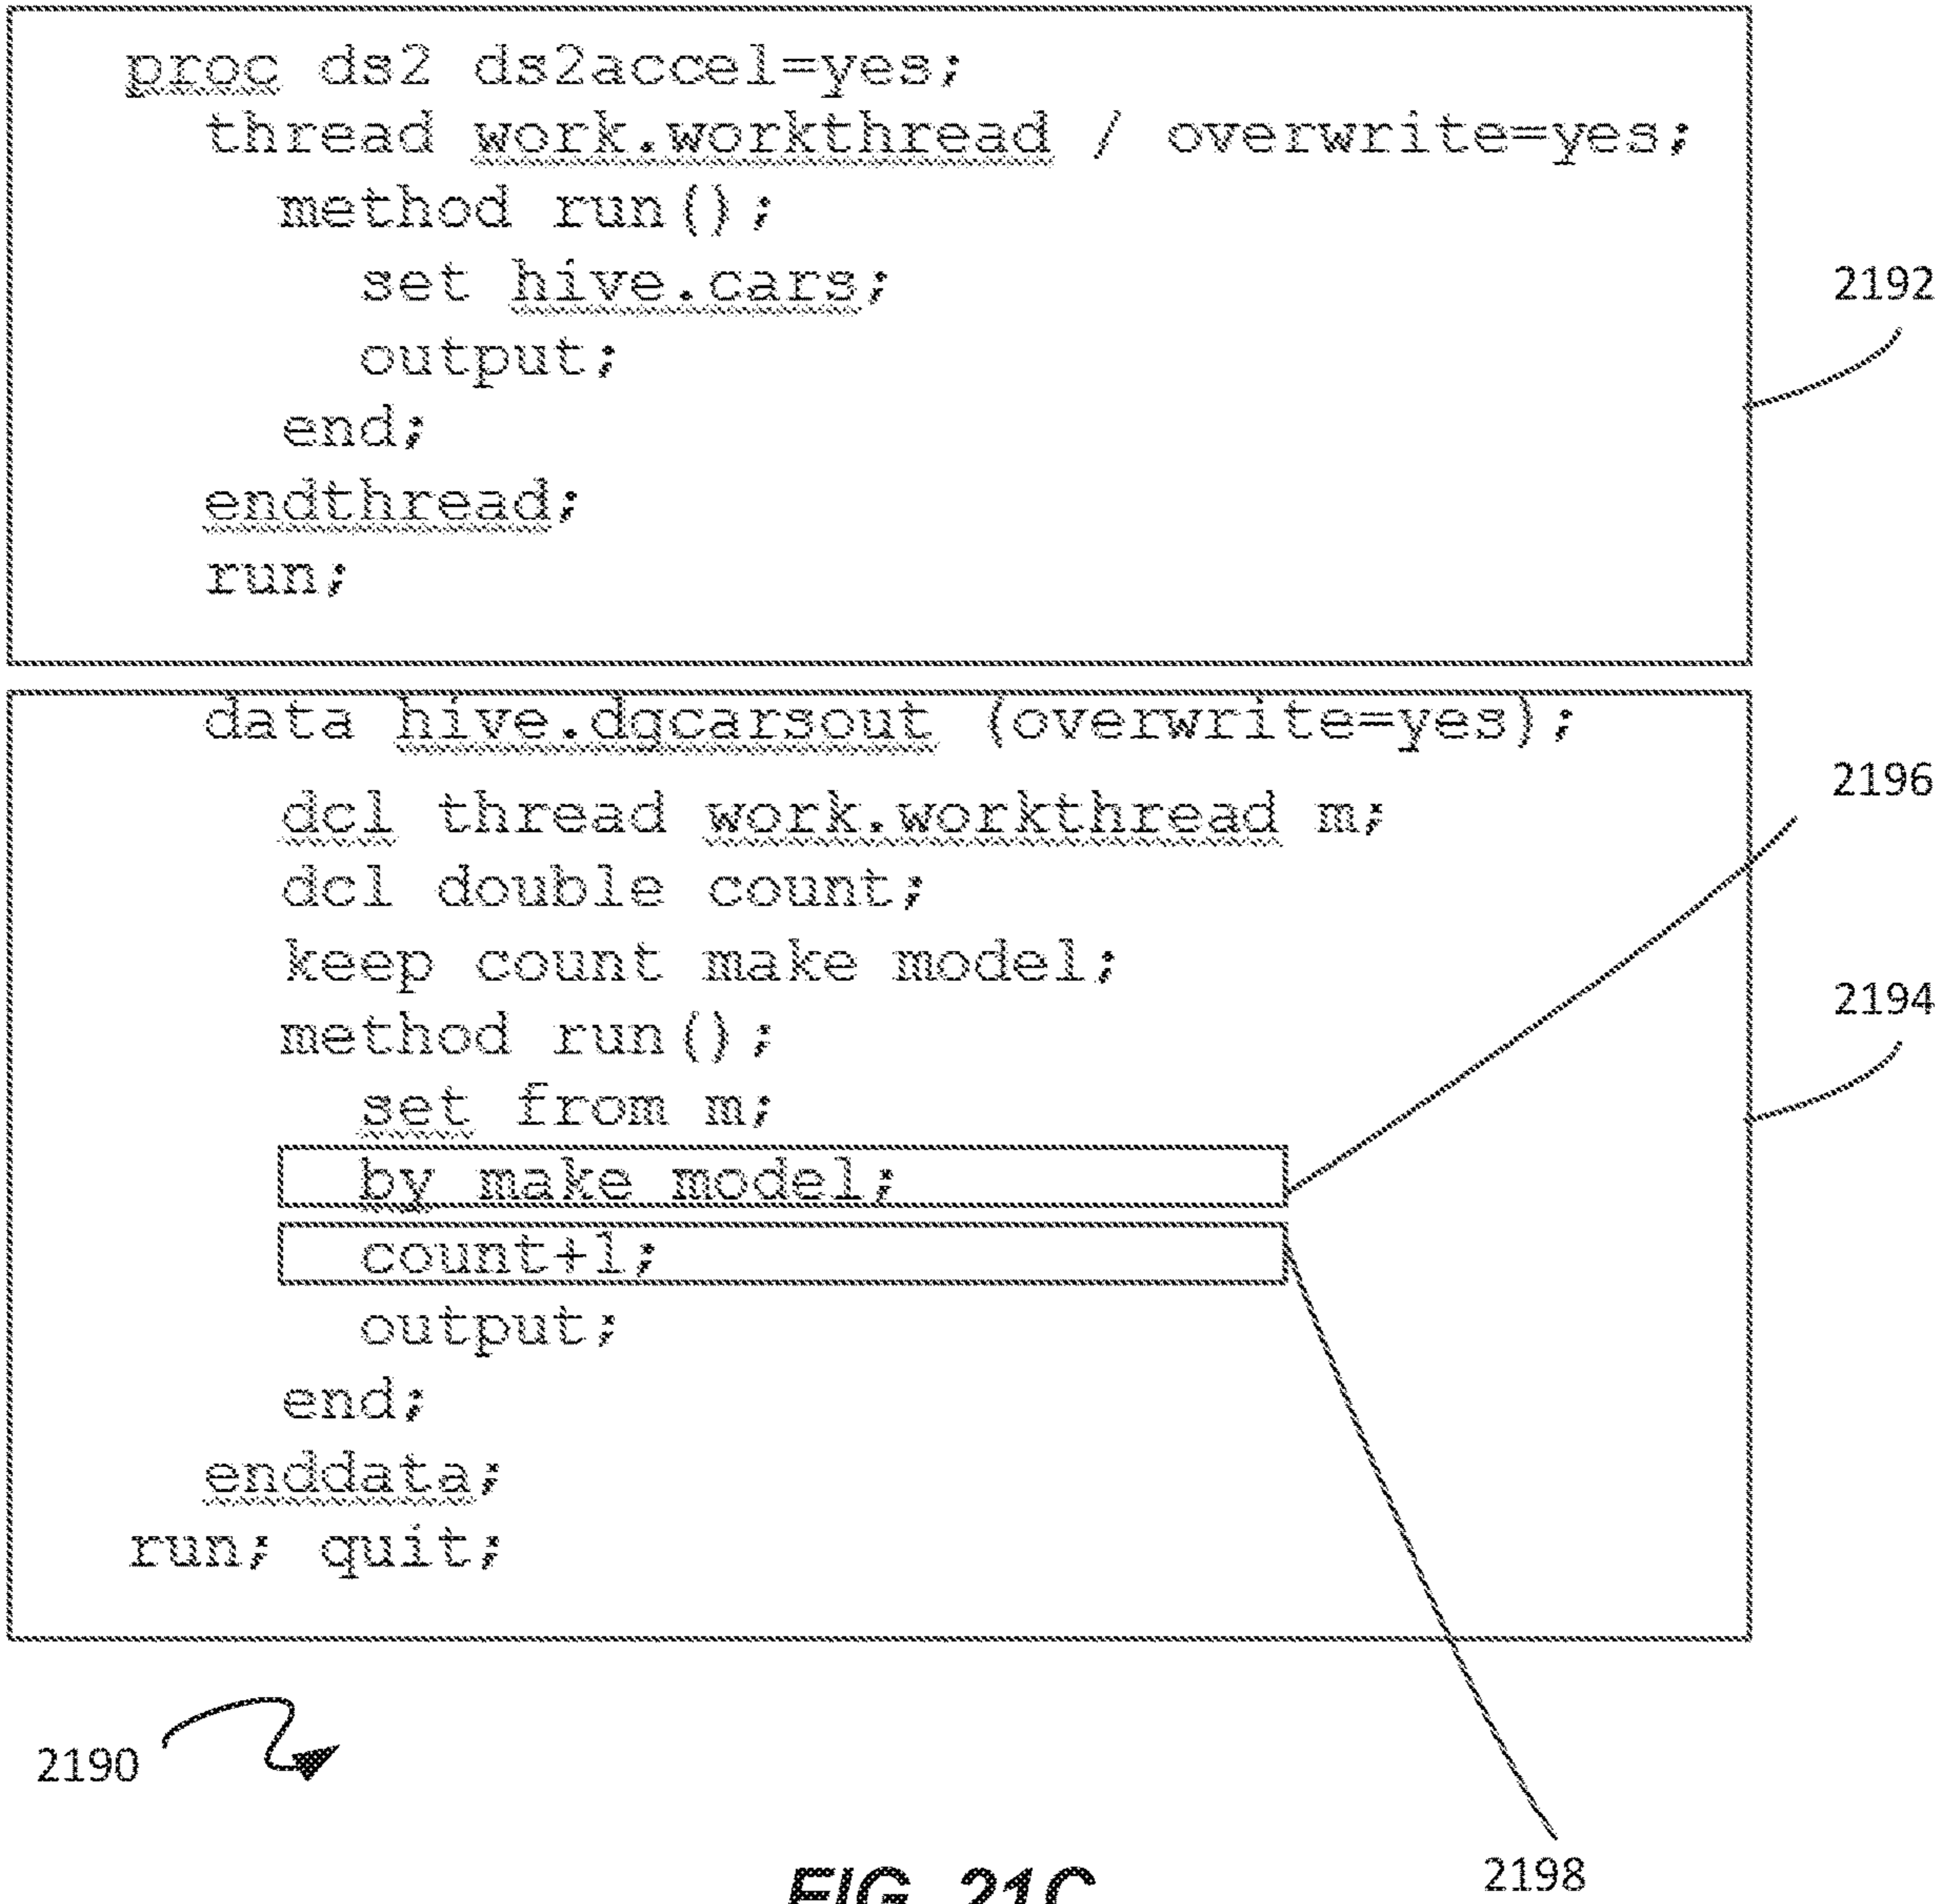 proc ds2 ds2accel=yes;
thread work.workthread / overwrite=yes;
method run();
set hive.cars;
output;
end;
endthread;
run;
2192
data hive.dgcarsout (overwrite=yes);
dcl thread work.workthread m;
dcl double count;
keep count make model;
method run();
set from m;
by make model;
count+1;
output;
end;
enddata;
run; quit;
2196
2194
2190
2198
FIG. 21C